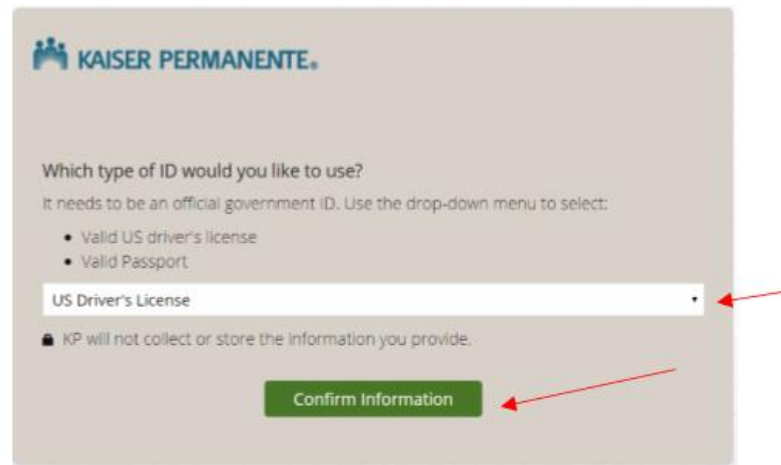 KAISER PERMANENTE®
Which type of ID would you like to use?
It needs to be an official government ID. Use the drop-down menu to select:
• Valid US driver's license
• Valid Passport
US Driver's License
KP will not collect or store the information you provide.
Confirm Information